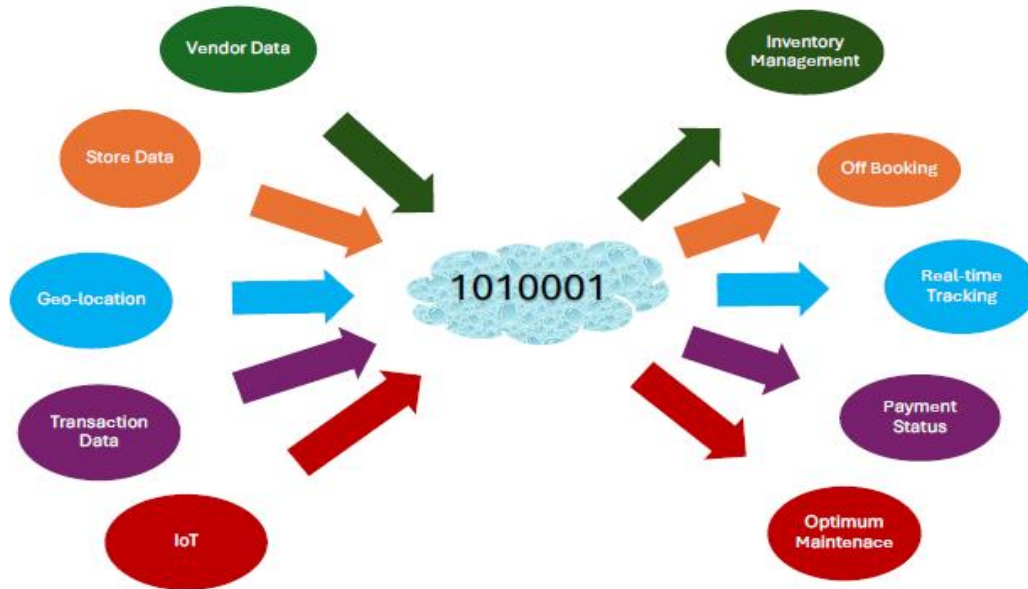 Vendor Data
Store Data
Geo-location
Transaction
Data
IoT
1010001
Inventory
Management
Off Booking
Real-time
Tracking
Payment
Status
Optimum
Maintenace